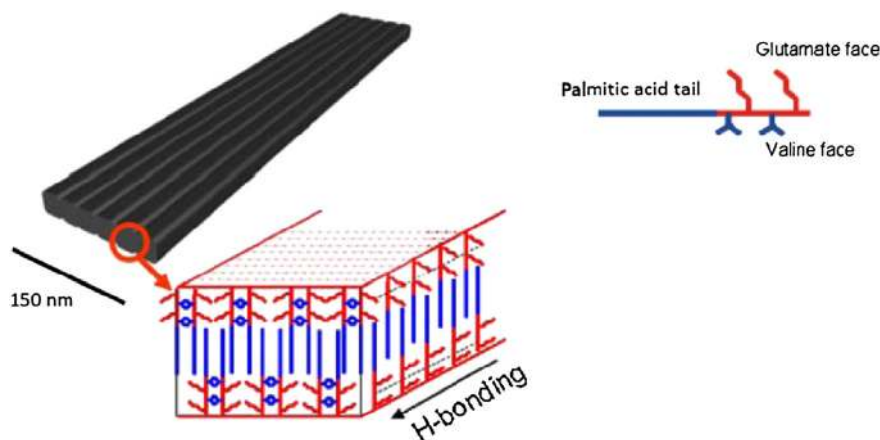 Glutamate face
Palmitic acid tail
Valine face
150 nm
H-bonding